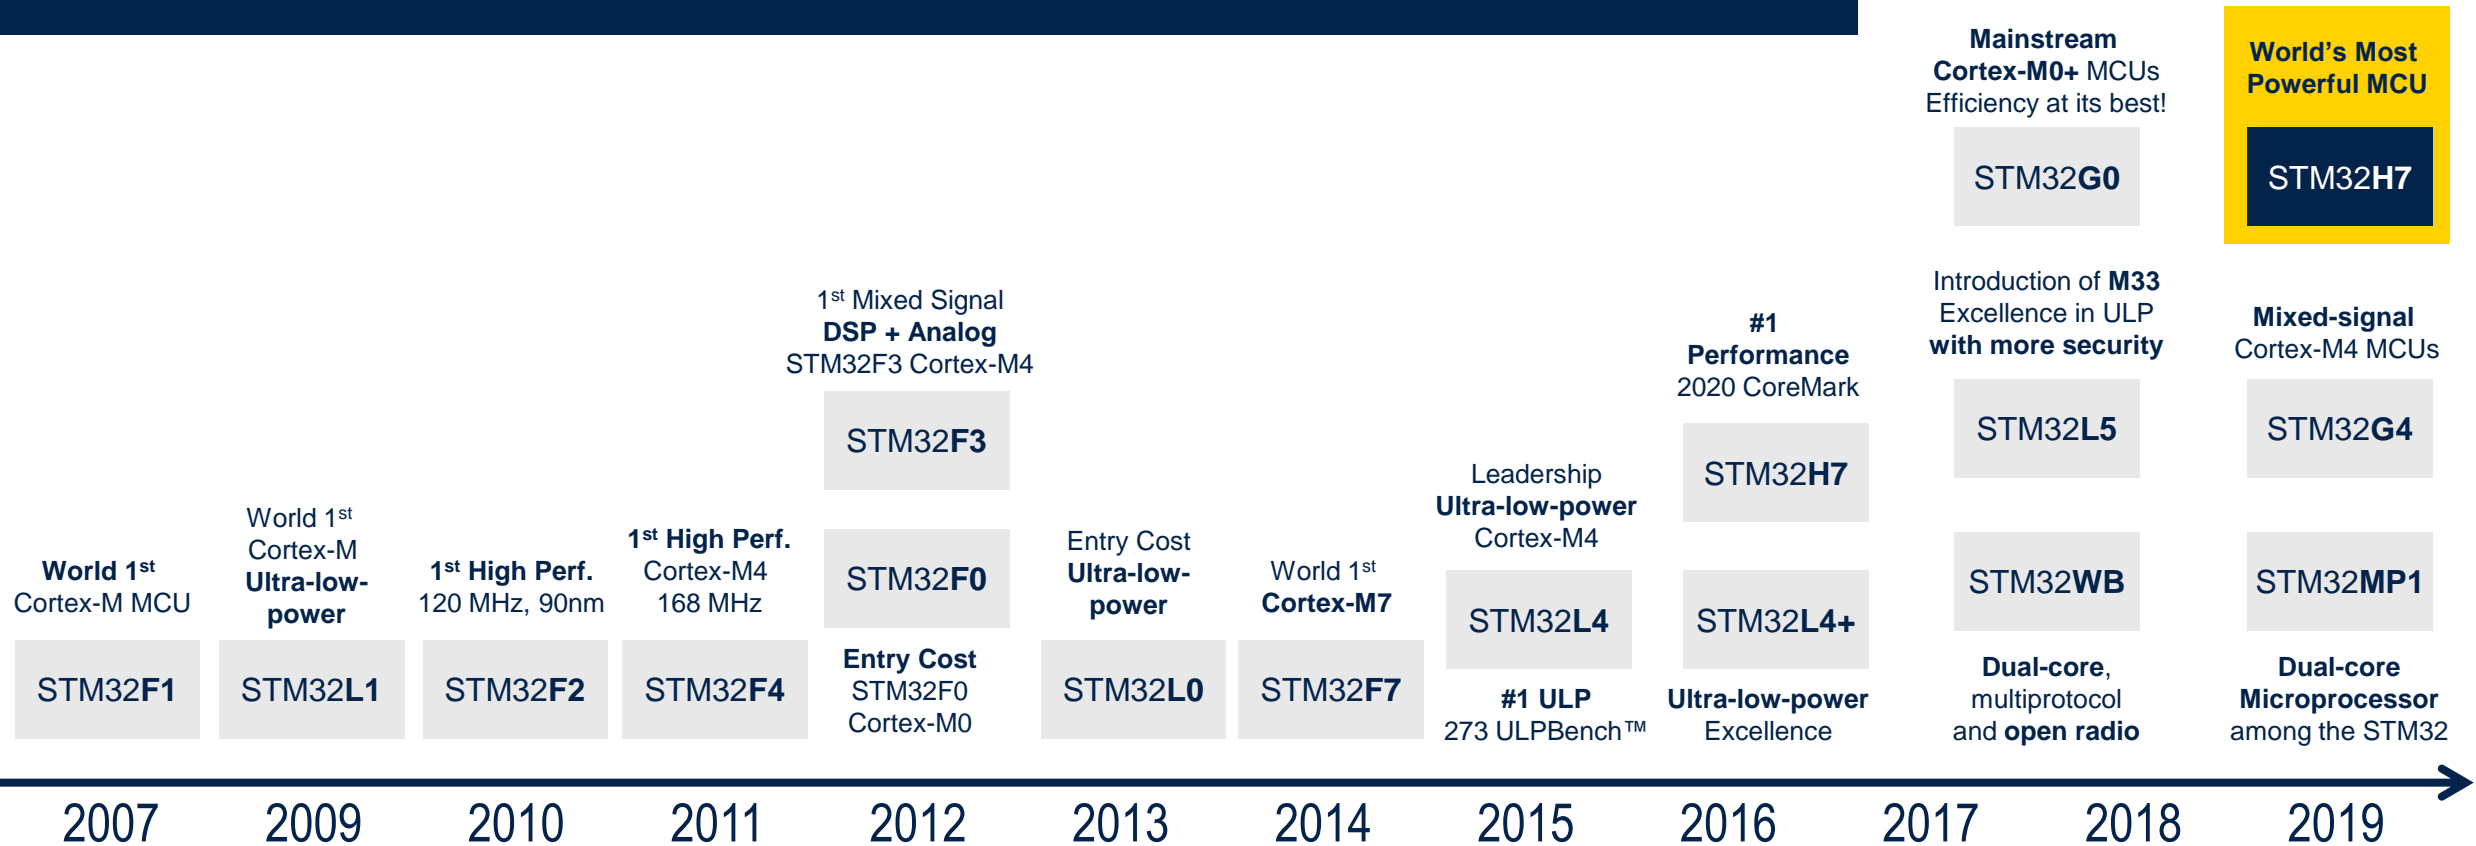 World 1st
Cortex-M MCU
STM32F1
World 1st
Cortex-M
Ultra-low-
power
STM32L1
1st High Perf.
120 MHz, 90nm
STM32F2
1st High Perf.
Cortex-M4
168 MHz
STM32F4
1st Mixed Signal
DSP + Analog
STM32F3 Cortex-M4
STM32F3
STM32F0
Entry Cost
STM32F0
Cortex-M0
Entry Cost
Ultra-low-
power
STM32L0
World 1st
Cortex-M7
STM32F7
Leadership
Ultra-low-power
Cortex-M4
STM32L4
#1 ULP
273 ULPBench™
#1
Performance
2020 CoreMark
STM32H7
STM32L4+
Ultra-low-power
Excellence
Mainstream
Cortex-M0+ MCUs
Efficiency at its best!
STM32G0
Introduction of M33
Excellence in ULP
with more security
STM32L5
STM32WB
Dual-core,
multiprotocol
and open radio
World's Most
Powerful MCU
STM32H7
Mixed-signal
Cortex-M4 MCUs
STM32G4
STM32MP1
Dual-core
Microprocessor
among the STM32
2007 2009 2010 2011 2012 2013 2014 2015 2016 2017 2018 2019